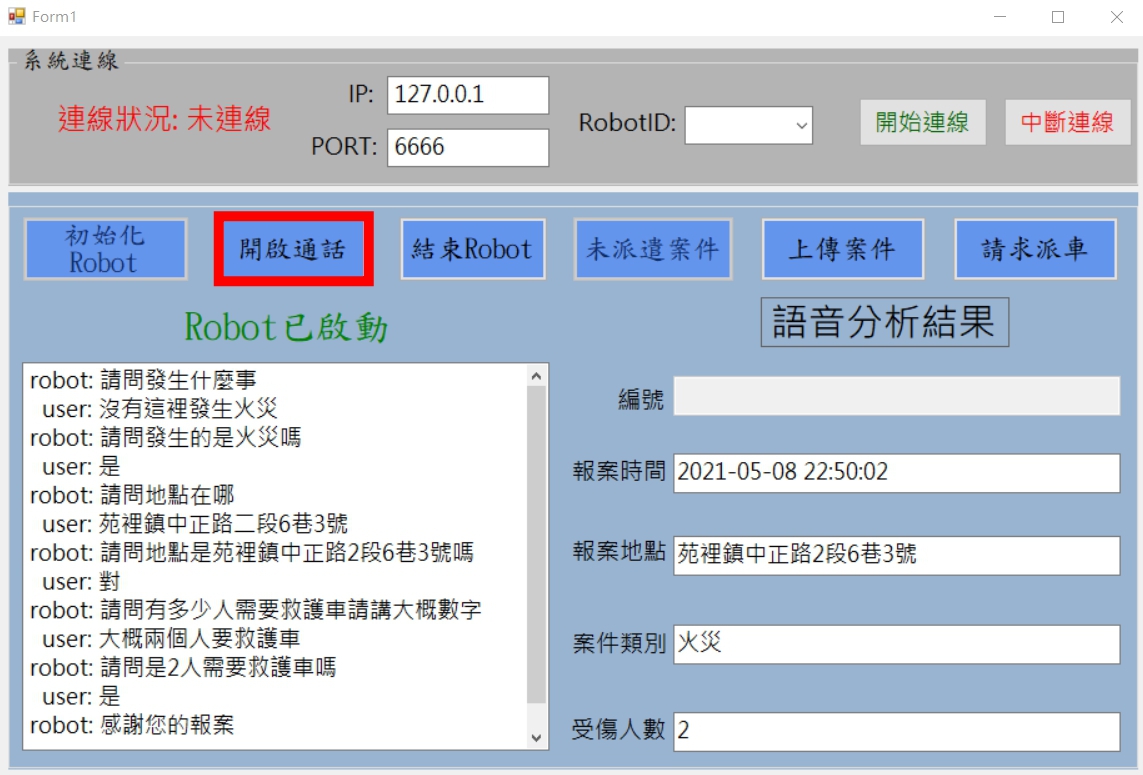 Form1
系統連線
連線狀況: 未連線
IP: 127.0.0.1
PORT: 6666
RobotID:
開始連線
中斷連線
初始化
Robot
開啟通話
結束Robot
未派遣案件
上傳案件
請求派車
Robot已啟動
robot: 請問發生什麼事
user: 沒有這裡發生火災
robot: 請問發生的是火災嗎
user: 是
robot: 請問地點在哪
user: 苑裡鎮中正路二段6巷3號
robot: 請問地點是苑裡鎮中正路2段6巷3號嗎
user: 對
robot: 請問有多少人需要救護車請講大概數字
user: 大概兩個人要救護車
robot: 請問是2人需要救護車嗎
user: 是
robot: 感謝您的報案
語音分析結果
編號
報案時間 2021-05-08 22:50:02
報案地點 苑裡鎮中正路2段6巷3號
案件類別 火災
受傷人數 2